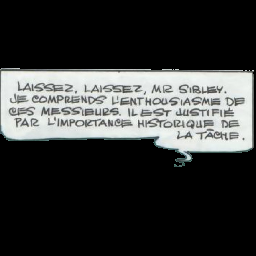 LAISSEZ, LAISSEZ, MR SIBLEY.
JE COMPRENDS L'ENTHOUSIASME DE
CES MESSIEURS. IL EST JUSTIFIÉ
PAR L'IMPORTANCE HISTORIQUE DE
LA TÂCHE.